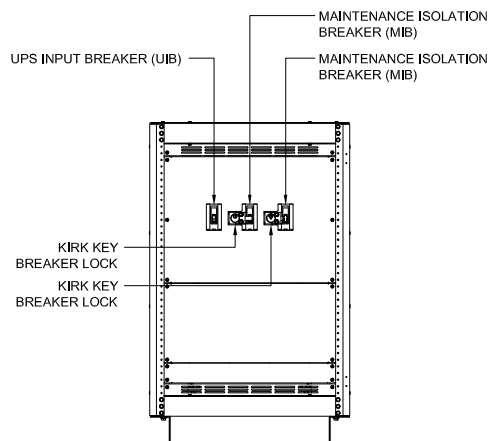 MAINTENANCE ISOLATION
BREAKER (MIB)
UPS INPUT BREAKER (UIB)
MAINTENANCE ISOLATION
BREAKER (MIB)
KIRK KEY
BREAKER LOCK
KIRK KEY
BREAKER LOCK